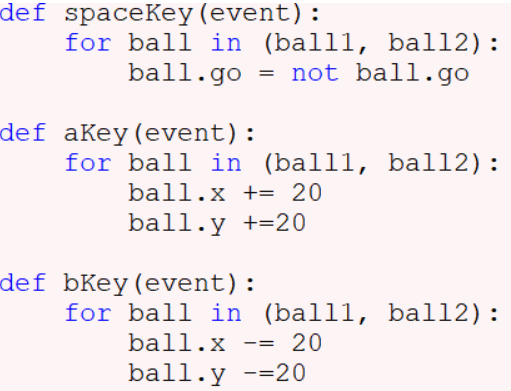 def spaceKey(event):
    for ball in (ball1, ball2):
        ball.go = not ball.go

def aKey(event):
    for ball in (ball1, ball2):
        ball.x += 20
        ball.y +=20

def bKey(event):
    for ball in (ball1, ball2):
        ball.x -= 20
        ball.y -=20